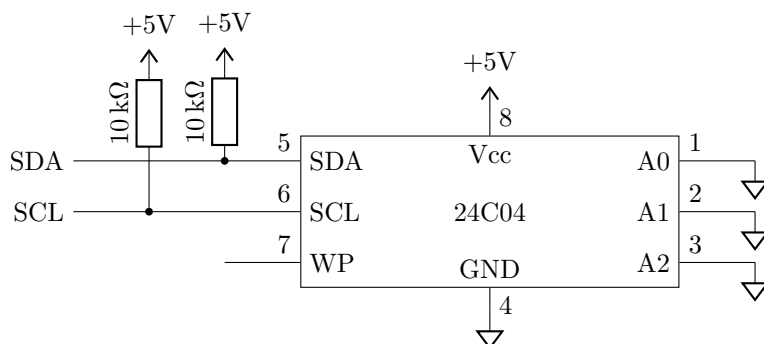 +5V +5V
+5V
10 kΩ 10 kΩ
8
5 Vcc 1
SDA SDA A0
6 2
SCL SCL 24C04 A1
7 3
WP GND A2
4